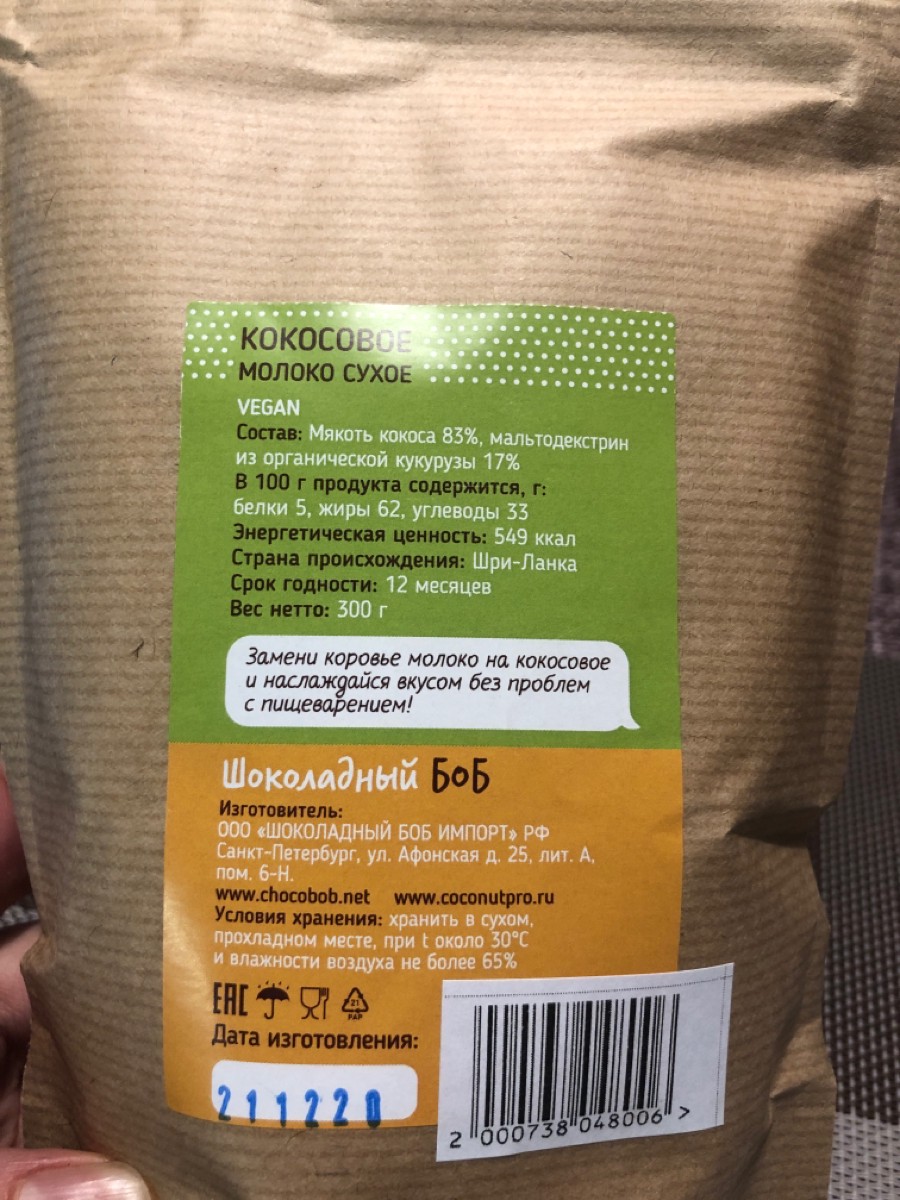 КОКОСОВОЕ
МОЛОКО СУХОЕ
VEGAN
Состав: Мякоть кокоса 83%, мальтодекстрин
из органической кукурузы 17%
В 100 г продукта содержится, г:
белки 5, жиры 62, углеводы 33
Энергетическая ценность: 549 ккал
Страна происхождения: Шри-Ланка
Срок годности: 12 месяцев
Вес нетто: 300 г
Замени коровье молоко на кокосовое
и наслаждайся вкусом без проблем
с пищеварением!
Шоколадный БоБ
Изготовитель:
ООО «ШОКОЛАДНЫЙ БОБ ИМПОРТ» РФ
Санкт-Петербург, ул. Афонская д. 25, лит. А,
пом. 6-Н.
www.chocobob.net www.coconutpro.ru
Условия хранения: хранить в сухом,
прохладном месте, при t около 30°С
и влажности воздуха не более 65%
EAC 21 PAP
Дата изготовления:
211220
2 000738 048006 >